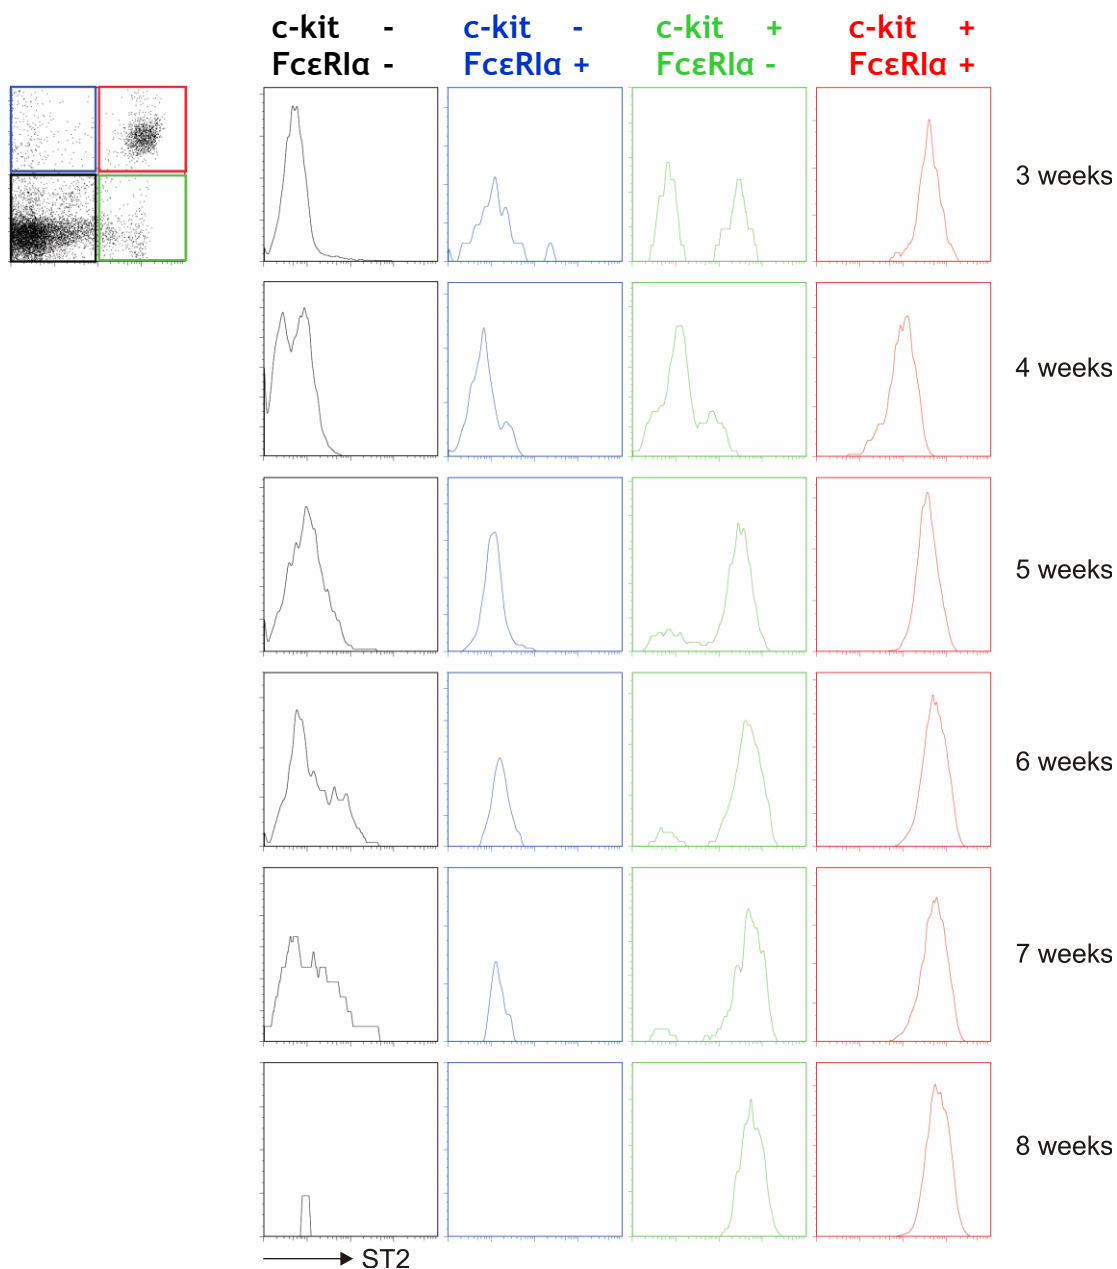 c-kit - c-kit - c-kit + c-kit +
FcεRIα - FcεRIα + FcεRIα - FcεRIα +
3 weeks
4 weeks
5 weeks
6 weeks
7 weeks
8 weeks
ST2